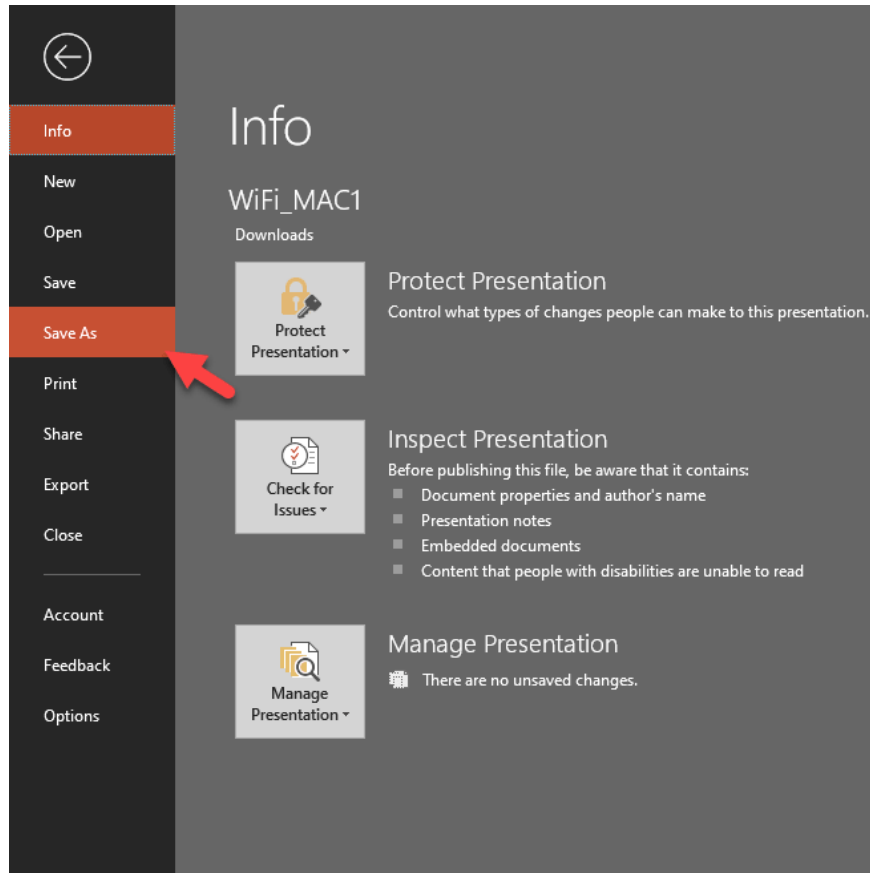 Info
New
Open
Save
Save As
Print
Share
Export
Close
Account
Feedback
Options
Info
WiFi_MAC1
Downloads
Protect
Presentation
Protect Presentation
Control what types of changes people can make to this presentation.
Check for
Issues
Inspect Presentation
Before publishing this file, be aware that it contains:
Document properties and author's name
Presentation notes
Embedded documents
Content that people with disabilities are unable to read
Manage
Presentation
Manage Presentation
There are no unsaved changes.